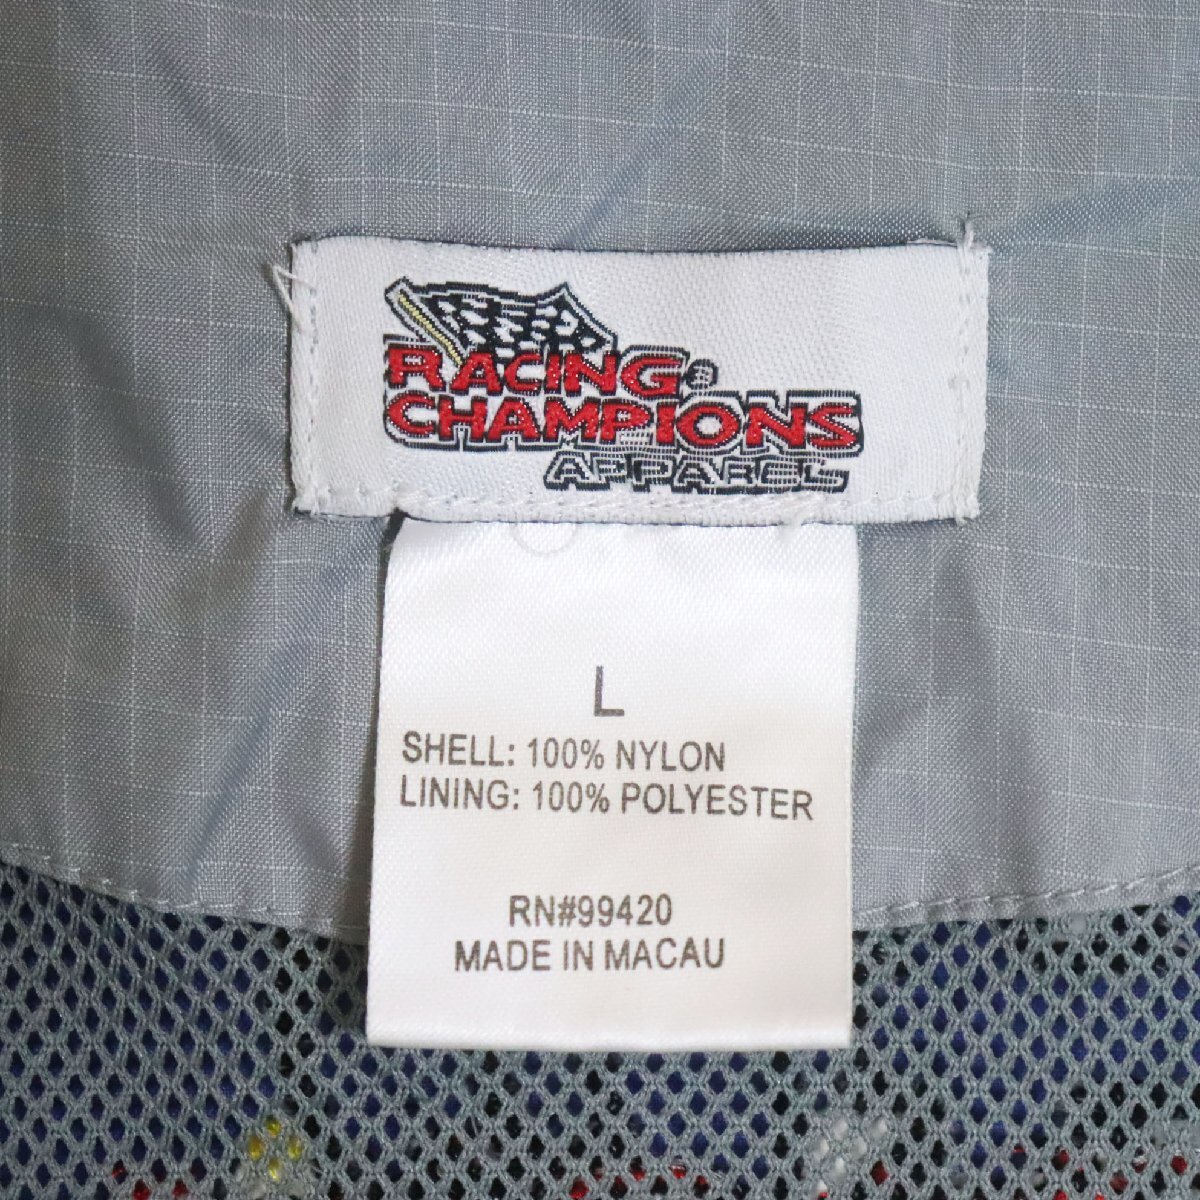 RACING
CHAMPIONS
APPAREL
L
SHELL: 100% NYLON
LINING: 100% POLYESTER
RN#99420
MADE IN MACAU